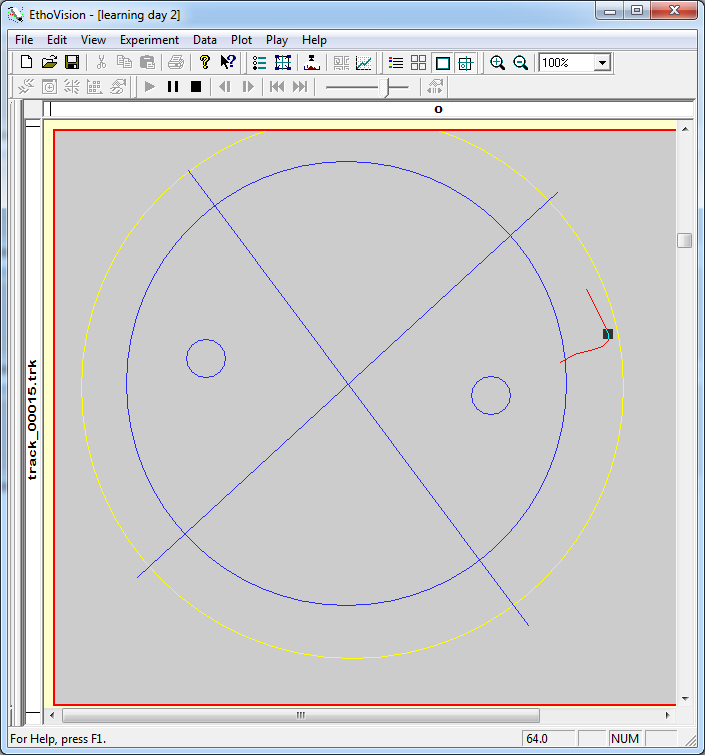 EthoVision - [learning day 2]
File Edit View Experiment Data Plot Play Help
100%
O
track_00015.trk
For Help, press F1.
64.0
NUM